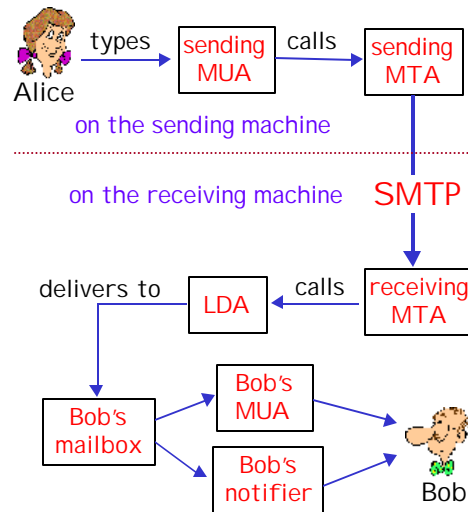 types
sending
MUA
calls
sending
MTA
Alice
on the sending machine
on the receiving machine
SMTP
delivers to
LDA
calls
receiving
MTA
Bob's
mailbox
Bob's
MUA
Bob's
notifier
Bob